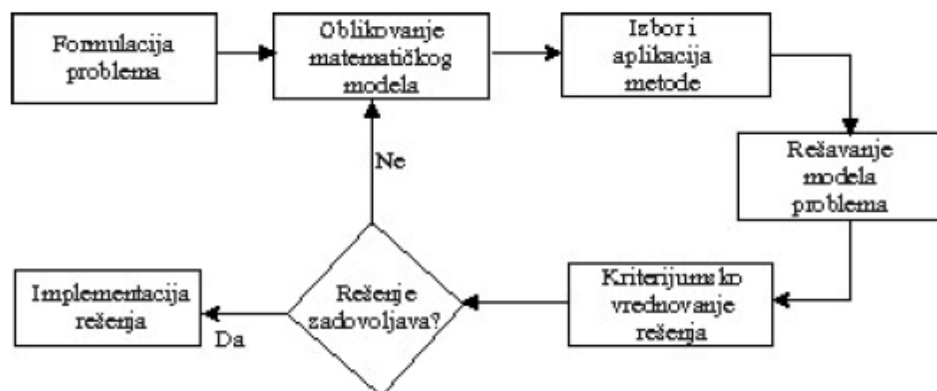 Formulacija
problema
Oblikovanje
matematičkog
modela
Izbor i
aplikacija
metode
Rešavanje
modela
problema
Kriterijumsko
vrednovanje
rešenja
Rešenje
zadovoljava?
Ne
Da
Implementacija
rešenja